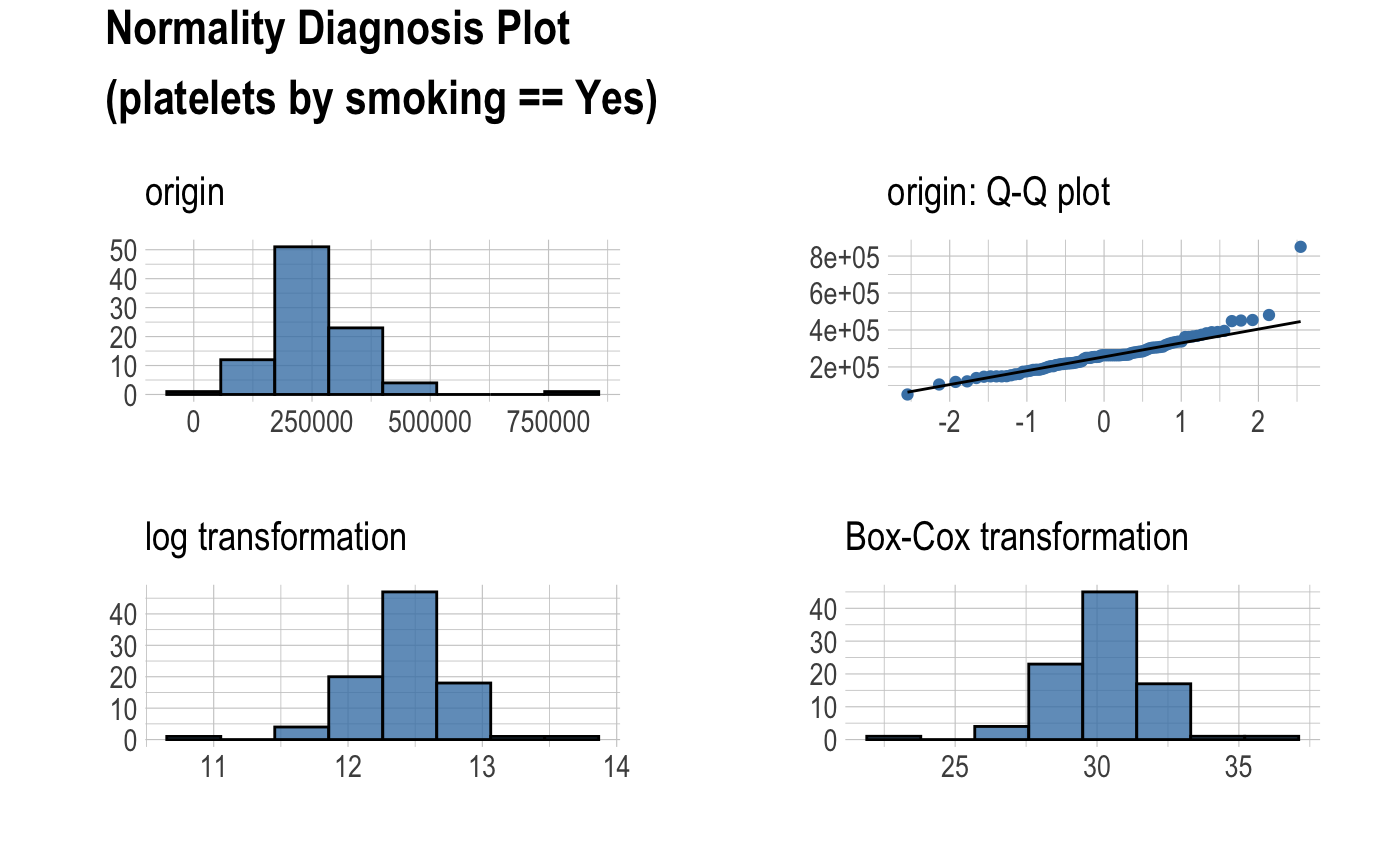 Normality Diagnosis Plot
(platelets by smoking == Yes)
origin
50
40
30
20
10
0
0 250000 500000 750000
origin: Q-Q plot
8e+05
6e+05
4e+05
2e+05
-2 -1 0 1 2
log transformation
40
30
20
10
0
11 12 13 14
Box-Cox transformation
40
30
20
10
0
25 30 35